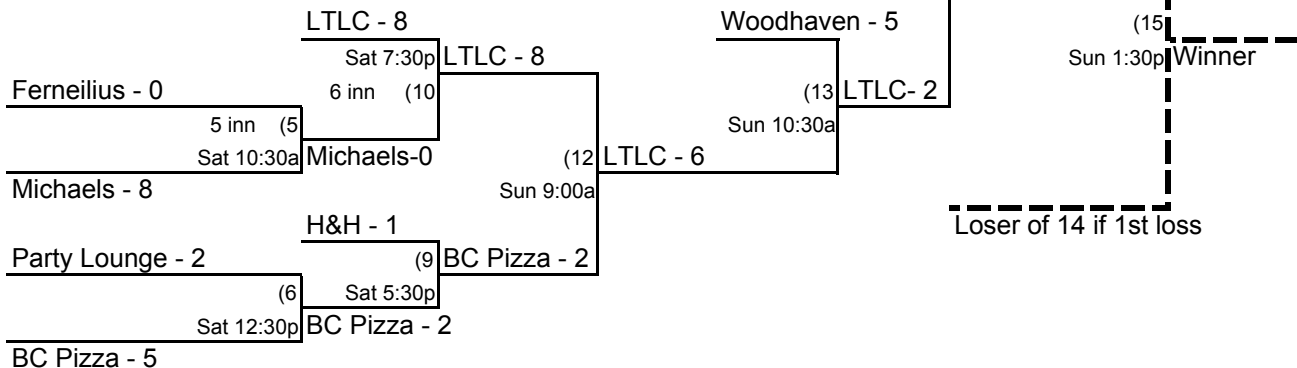 LTLC - 8
Woodhaven - 5
(15
Sat 7:30p
LTLC - 8
Sun 1:30p
Winner
Ferneilius - 0
6 inn (10
(13
LTLC- 2
5 inn (5
Sun 10:30a
Sat 10:30a
Michaels-0
(12
LTLC - 6
Michaels - 8
Sun 9:00a
H&H - 1
Loser of 14 if 1st loss
Party Lounge - 2
(9
BC Pizza - 2
(6
Sat 5:30p
Sat 12:30p
BC Pizza - 2
BC Pizza - 5